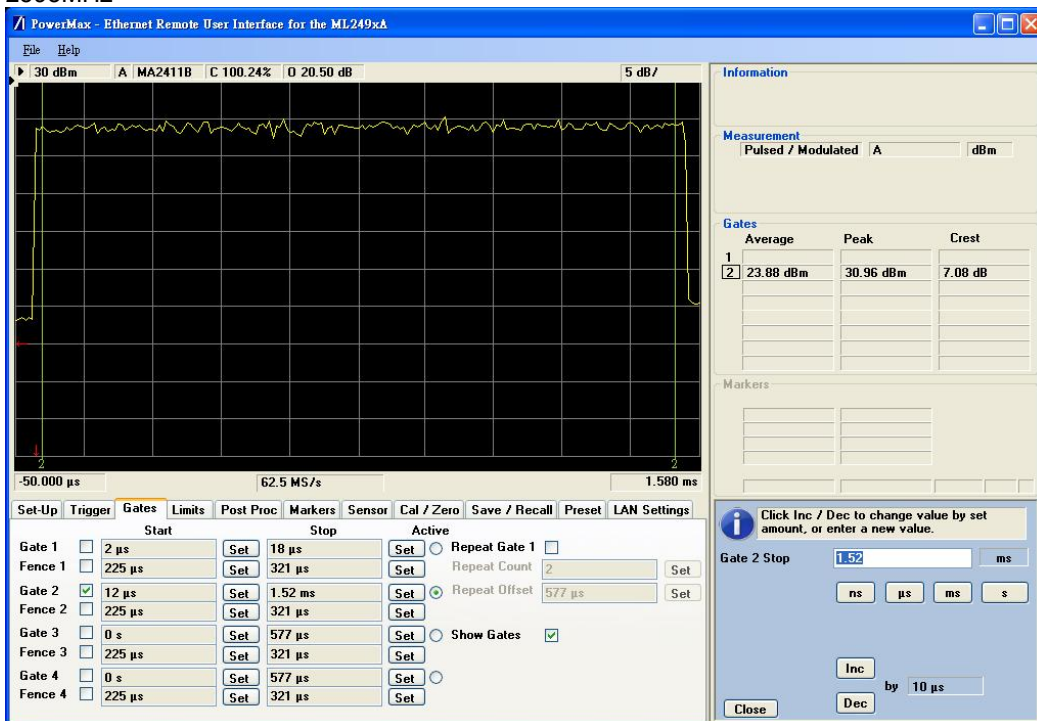 PowerMax - Ethernet Remote User Interface for the ML249xA
File Help
30 dBm A MA2411B C 100.24% O 20.50 dB 5 dB/
2 2
-50.000 µs 62.5 MS/s 1.580 ms
Information
Measurement
Pulsed / Modulated A dBm
Gates
Average Peak Crest
1
2 23.88 dBm 30.96 dBm 7.08 dB
Markers
Set-Up Trigger Gates Limits Post Proc Markers Sensor Cal / Zero Save / Recall Preset LAN Settings
Start Stop Active
Gate 1 2 µs Set 18 µs Set Repeat Gate 1
Fence 1 225 µs Set 321 µs Set Repeat Count 2 Set
Gate 2 12 µs Set 1.52 ms Set Repeat Offset 577 µs Set
Fence 2 225 µs Set 321 µs Set
Gate 3 0 s Set 577 µs Set Show Gates
Fence 3 225 µs Set 321 µs Set
Gate 4 0 s Set 577 µs Set
Fence 4 225 µs Set 321 µs Set
Click Inc / Dec to change value by set
amount, or enter a new value.
Gate 2 Stop 1.52 ms
ns µs ms s
Inc
by 10 µs
Close Dec